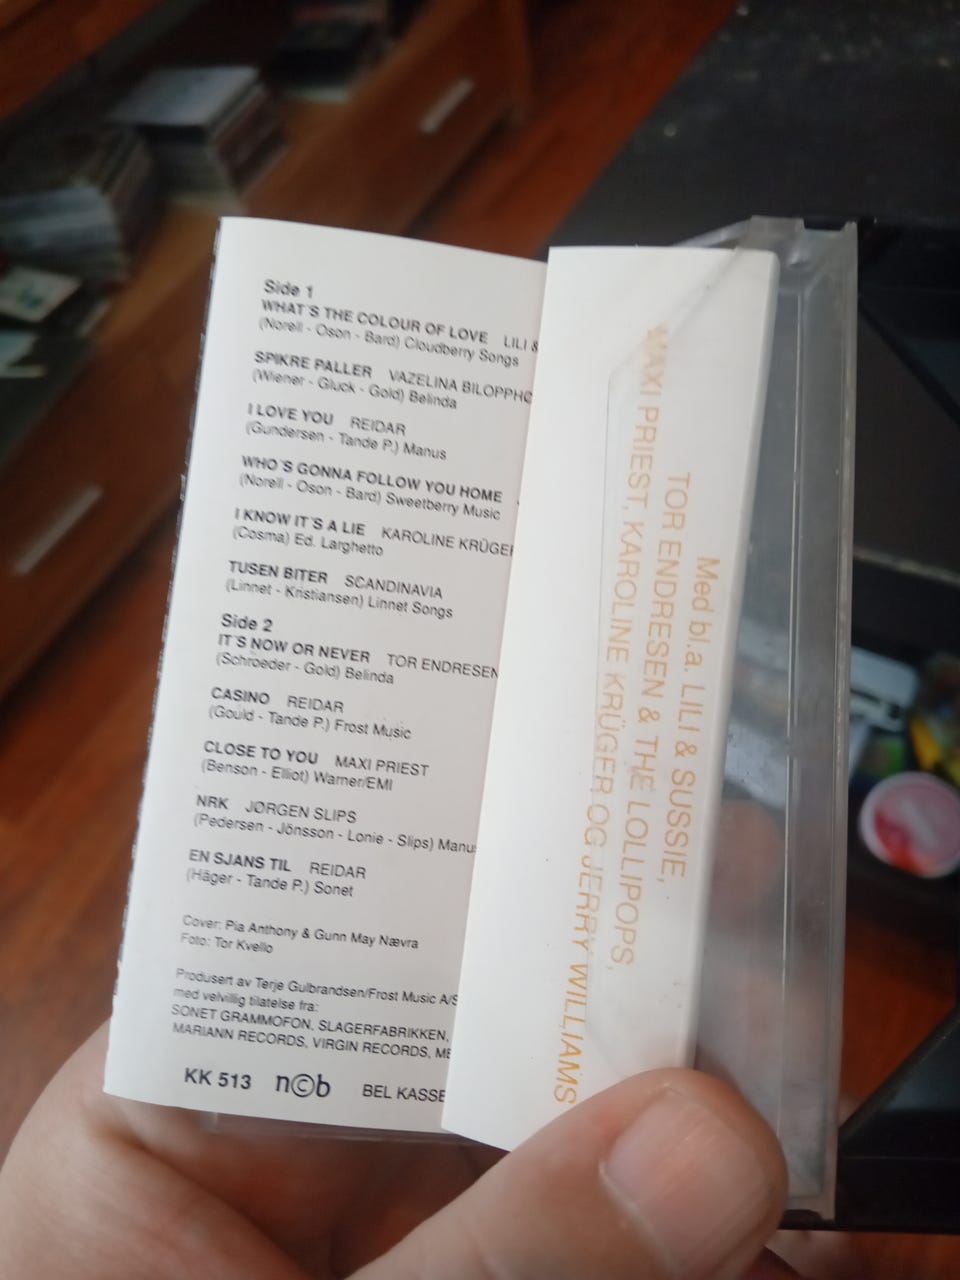 Side 1
WHAT´S THE COLOUR OF LOVE LILI &
(Norell - Oson - Bard) Cloudberry Songs
SPIKRE PALLER VAZELINA BILOPPHO
(Wiener - Gluck - Gold) Belinda
I LOVE YOU REIDAR
(Gundersen - Tande P.) Manus
WHO´S GONNA FOLLOW YOU HOME
(Norell - Oson - Bard) Sweetberry Music
I KNOW IT´S A LIE KAROLINE KRÜGER
(Cosma) Ed. Larghetto
TUSEN BITER SCANDINAVIA
(Linnet - Kristiansen) Linnet Songs
Side 2
IT´S NOW OR NEVER TOR ENDRESEN
(Schroeder - Gold) Belinda
CASINO REIDAR
(Gould - Tande P.) Frost Music
CLOSE TO YOU MAXI PRIEST
(Benson - Elliot) Warner/EMI
NRK JØRGEN SLIPS
(Pedersen - Jönsson - Lonie - Slips) Manus
EN SJANS TIL REIDAR
(Häger - Tande P.) Sonet
Cover: Pia Anthony & Gunn May Nævra
Foto: Tor Kvello
Produsert av Terje Gulbrandsen/Frost Music A/S
med velvillig tilatelse fra:
SONET GRAMMOFON, SLAGERFABRIKKEN,
MARIANN RECORDS, VIRGIN RECORDS, ME
KK 513 n©b BEL KASSE
Med bl.a. LILI & SUSSIE,
TOR ENDRESEN & THE LOLLIPOPS,
MAXI PRIEST, KAROLINE KRÜGER OG JERRY WILLIAMS